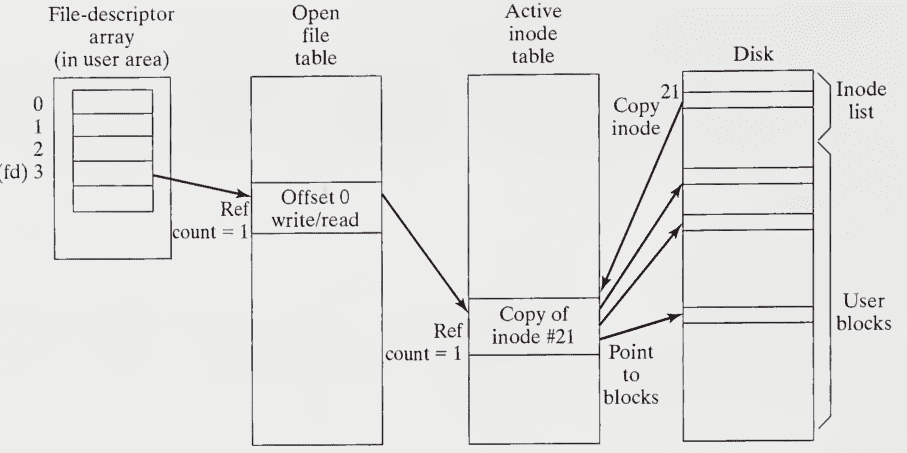 File-descriptor
array
(in user area)
Open
file
table
Active
inode
table
Disk
0
1
2
(fd) 3
Ref
count = 1
Offset 0
write/read
Ref
count = 1
Copy of
inode #21
Copy
inode
21
Point
to
blocks
Inode
list
User
blocks